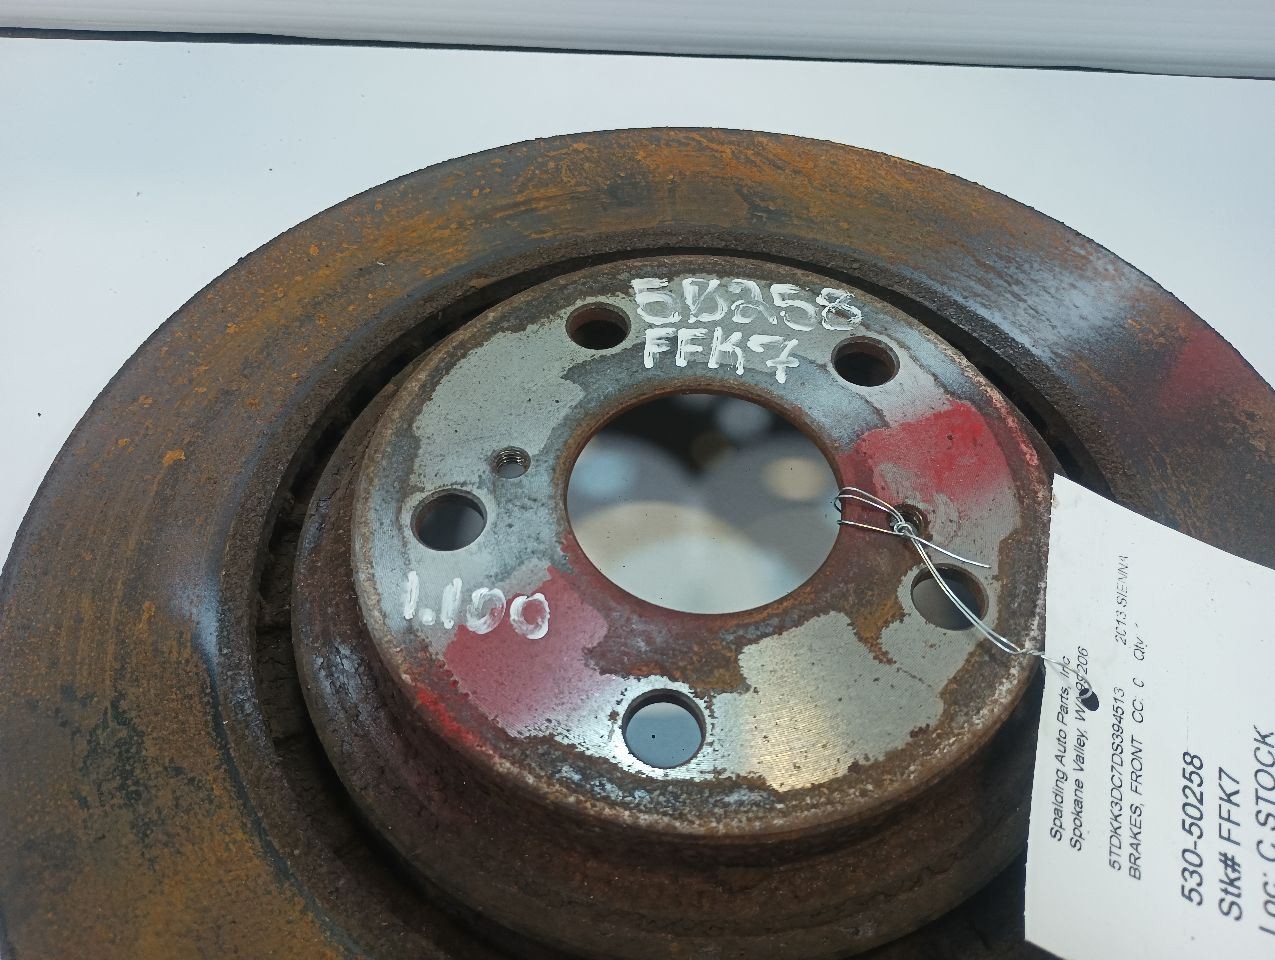 50258
FFK7
1.100
Spalding Auto Parts, Inc
Spokane Valley, WA 99206
5TDKK3DC7DS394513 2013 SIENNA
BRAKES, FRONT CC: C Qty:
530-50258
Stk# FFK7
Loc: C STOCK